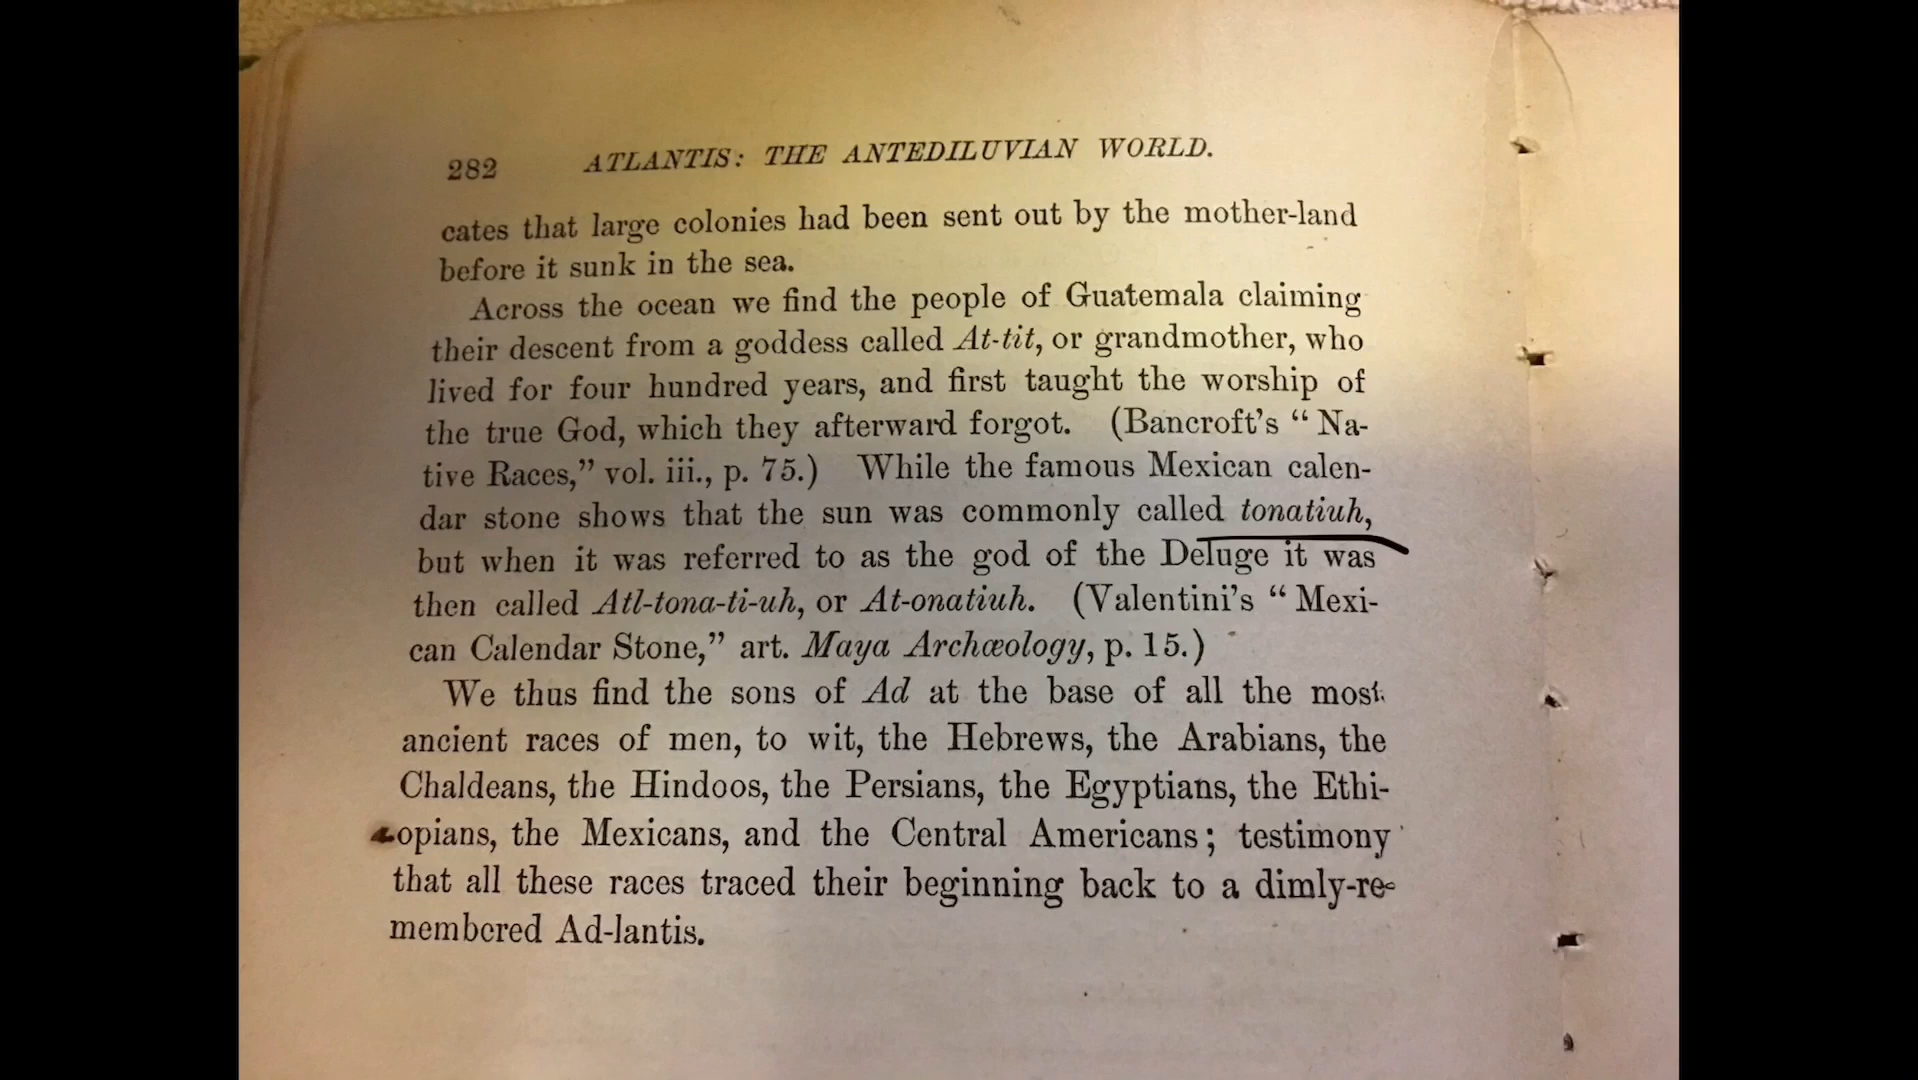 282 ATLANTIS: THE ANTEDILUVIAN WORLD.
cates that large colonies had been sent out by the mother-land
before it sunk in the sea.
Across the ocean we find the people of Guatemala claiming
their descent from a goddess called At-tit, or grandmother, who
lived for four hundred years, and first taught the worship of
the true God, which they afterward forgot. (Bancroft's “Na-
tive Races,” vol. iii., p. 75.) While the famous Mexican calen-
dar stone shows that the sun was commonly called tonatiuh,
but when it was referred to as the god of the Deluge it was
then called Atl-tona-ti-uh, or At-onatiuh. (Valentini's “Mexi-
can Calendar Stone,” art. Maya Archæology, p. 15.)
We thus find the sons of Ad at the base of all the most
ancient races of men, to wit, the Hebrews, the Arabians, the
Chaldeans, the Hindoos, the Persians, the Egyptians, the Ethi-
opians, the Mexicans, and the Central Americans; testimony
that all these races traced their beginning back to a dimly-re-
membered Ad-lantis.